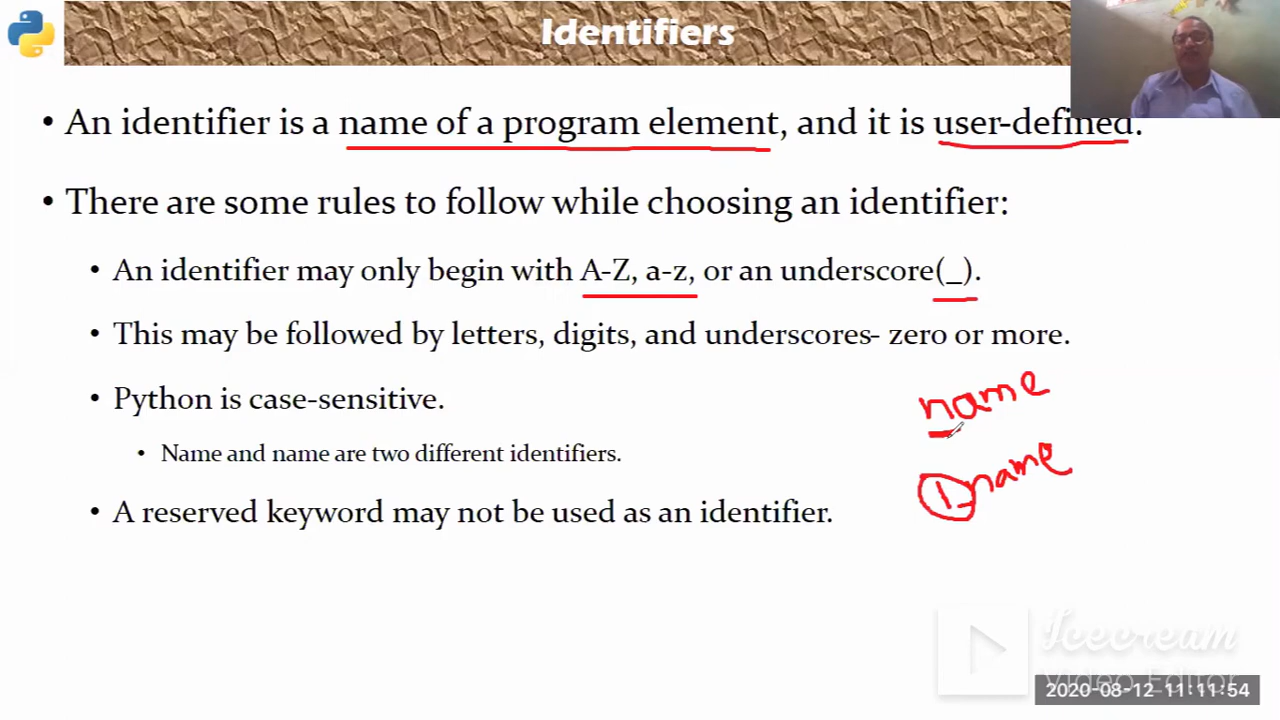 Identifiers
• An identifier is a name of a program element, and it is user-defined.
• There are some rules to follow while choosing an identifier:
• An identifier may only begin with A-Z, a-z, or an underscore(_).
• This may be followed by letters, digits, and underscores- zero or more.
• Python is case-sensitive.
name
• Name and name are two different identifiers.
1name
• A reserved keyword may not be used as an identifier.
Icecream
Video Editor
2020-08-12 11:11:54